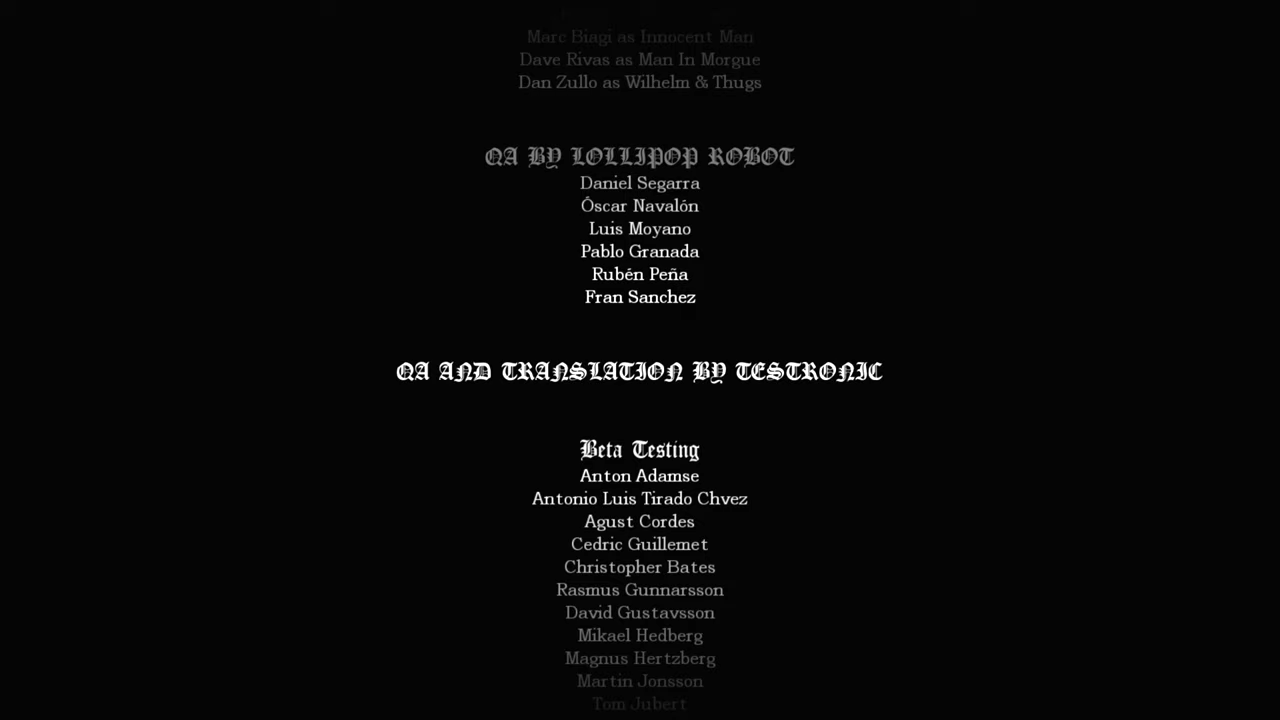 Marc Biagi as Innocent Man
Dave Rivas as Man In Morgue
Dan Zullo as Wilhelm & Thugs
QA BY LOLLIPOP ROBOT
Daniel Segarra
Óscar Navalón
Luis Moyano
Pablo Granada
Rubén Peña
Fran Sanchez
QA AND TRANSLATION BY TESTRONIC
Beta Testing
Anton Adamse
Antonio Luis Tirado Chvez
Agust Cordes
Cedric Guillemet
Christopher Bates
Rasmus Gunnarsson
David Gustavsson
Mikael Hedberg
Magnus Hertzberg
Martin Jonsson
Tom Jubert